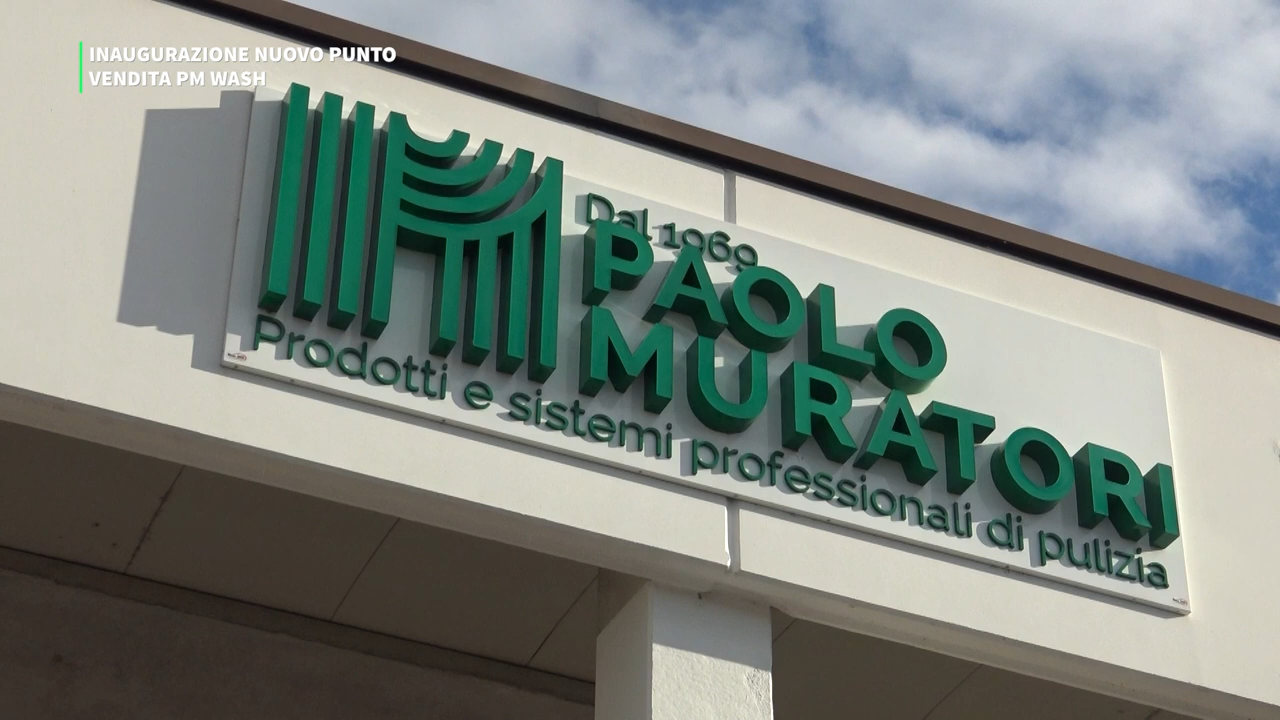 INAUGURAZIONE NUOVO PUNTO
VENDITA PM WASH
Dal 1969
PAOLO
MURATORI
Prodotti e sistemi professionali di pulizia